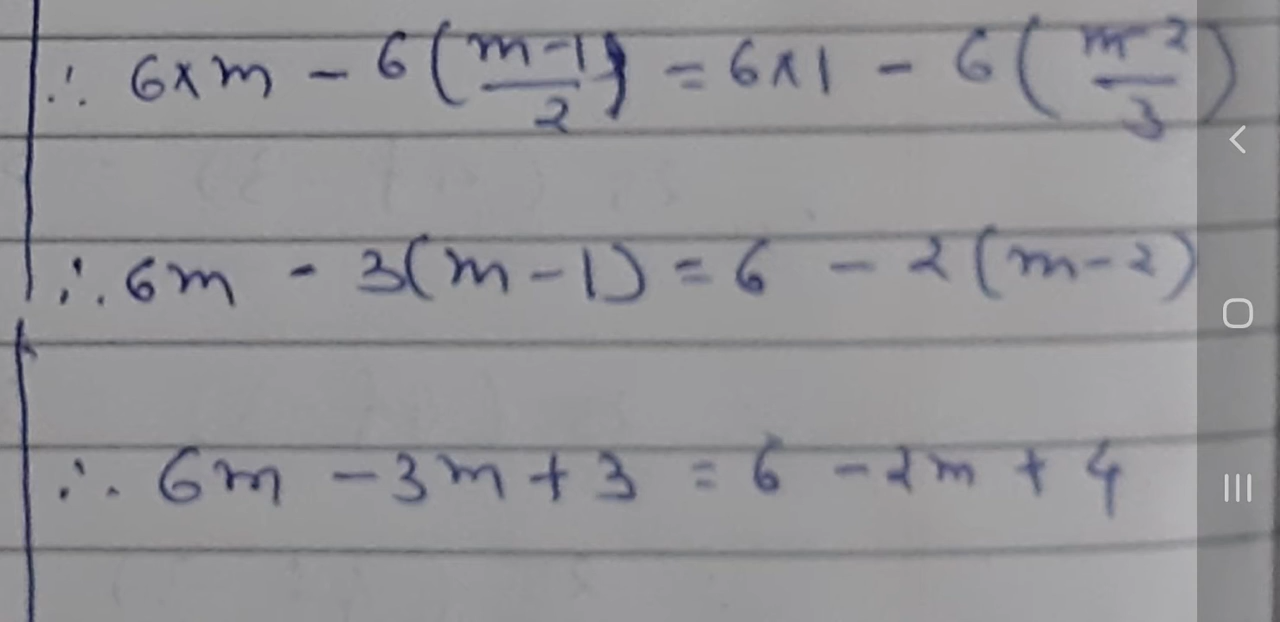 ∴ 6×m - 6(m-1/2) = 6×1 - 6(m-2/3)
∴ 6m - 3(m-1) = 6 - 2(m-2)
∴ 6m - 3m + 3 = 6 - 2m + 4